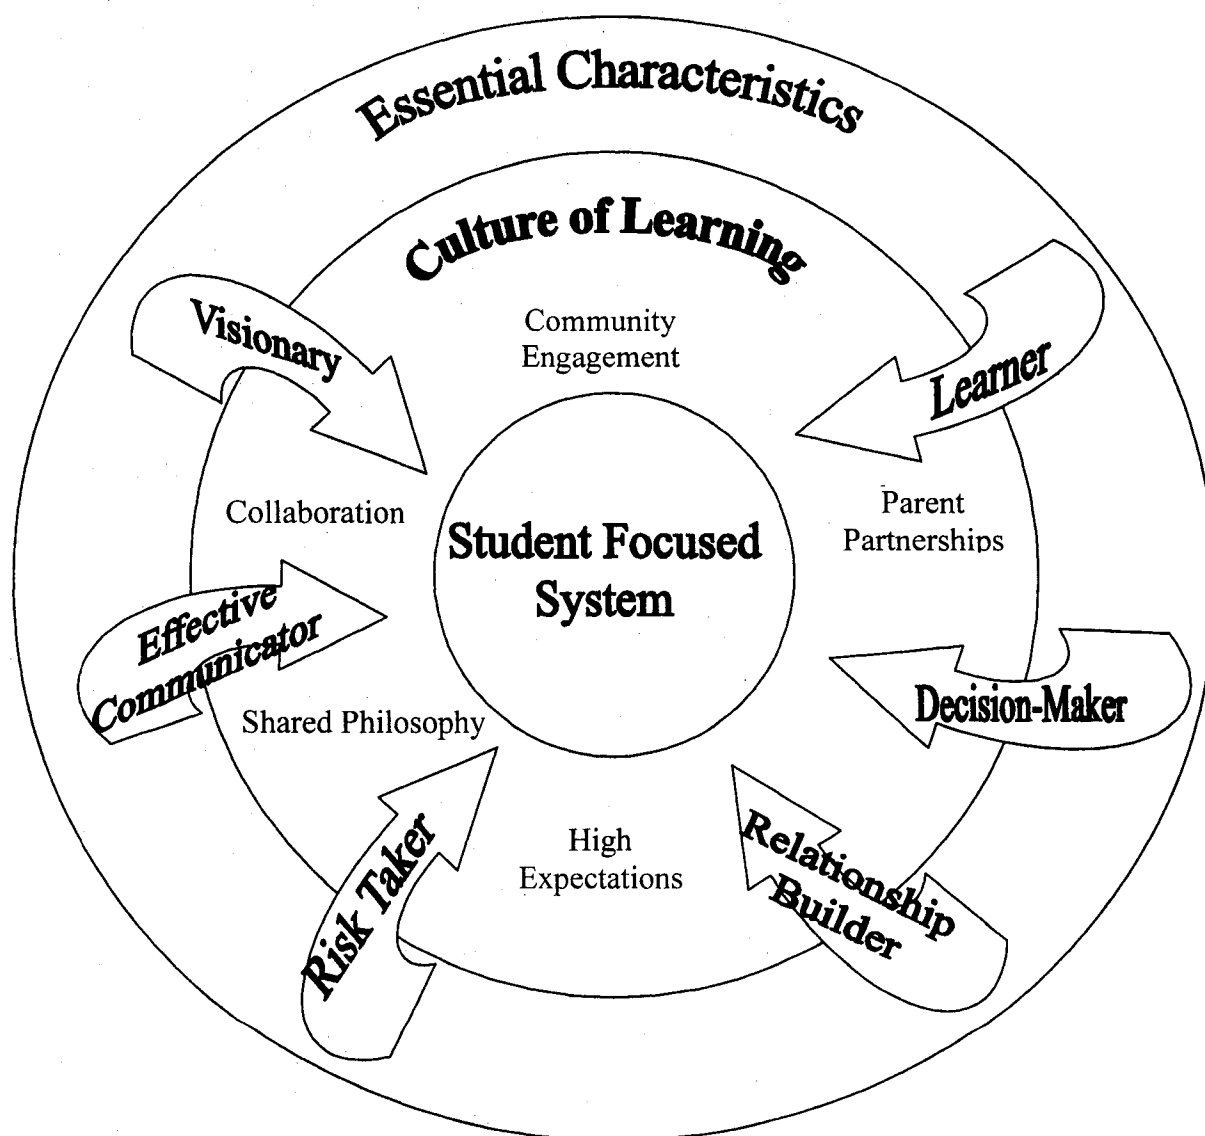 Essential Characteristics
Culture of Learning
Community
Engagement
Visionary
Learner
Collaboration
Parent
Partnerships
Student Focused
System
Effective
Communicator
Decision-Maker
Shared Philosophy
High
Expectations
Risk Taker
Relationship
Builder